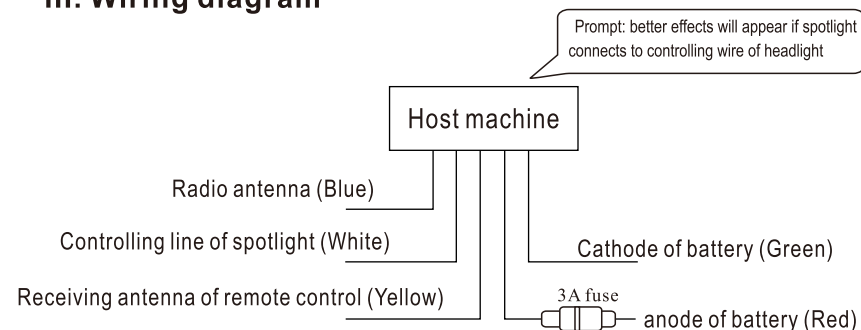 III. Wiring diagram
Prompt: better effects will appear if spotlight
connects to controlling wire of headlight
Host machine
Radio antenna (Blue)
Controlling line of spotlight (White)
Cathode of battery (Green)
Receiving antenna of remote control (Yellow)
3A fuse
anode of battery (Red)